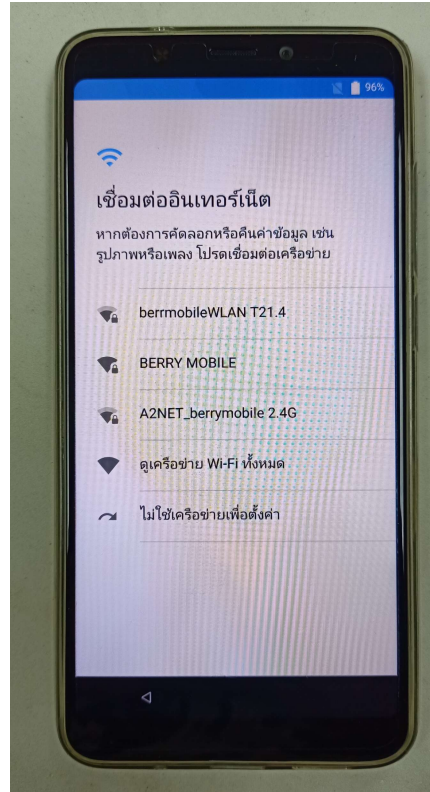 96%
เชื่อมต่ออินเทอร์เน็ต
หากต้องการคัดลอกหรือคืนค่าข้อมูล เช่น
รูปภาพหรือเพลง โปรดเชื่อมต่อเครือข่าย
berrmobileWLAN T21.4
BERRY MOBILE
A2NET_berrymobile 2.4G
ดูเครือข่าย Wi-Fi ทั้งหมด
ไม่ใช้เครือข่ายเพื่อตั้งค่า